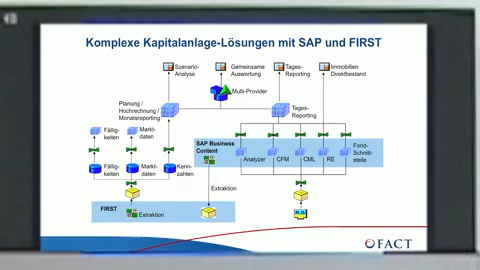 Komplexe Kapitalanlage-Lösungen mit SAP und FIRST
Szenario-
Analyse
Gemeinsame
Auswertung
Tages-
Reporting
Immobilien
Direktbestand
Multi-Provider
Planung /
Hochrechnung /
Monatsreporting
Tages-
Reporting
Fällig-
keiten
Markt-
daten
SAP Business
Content
Analyzer
CFM
CML
RE
Fond-
Schnitt-
stelle
Fällig-
keiten
Markt-
daten
Kenn-
zahlen
Extraktion
FIRST
Extraktion
R/3
FACT